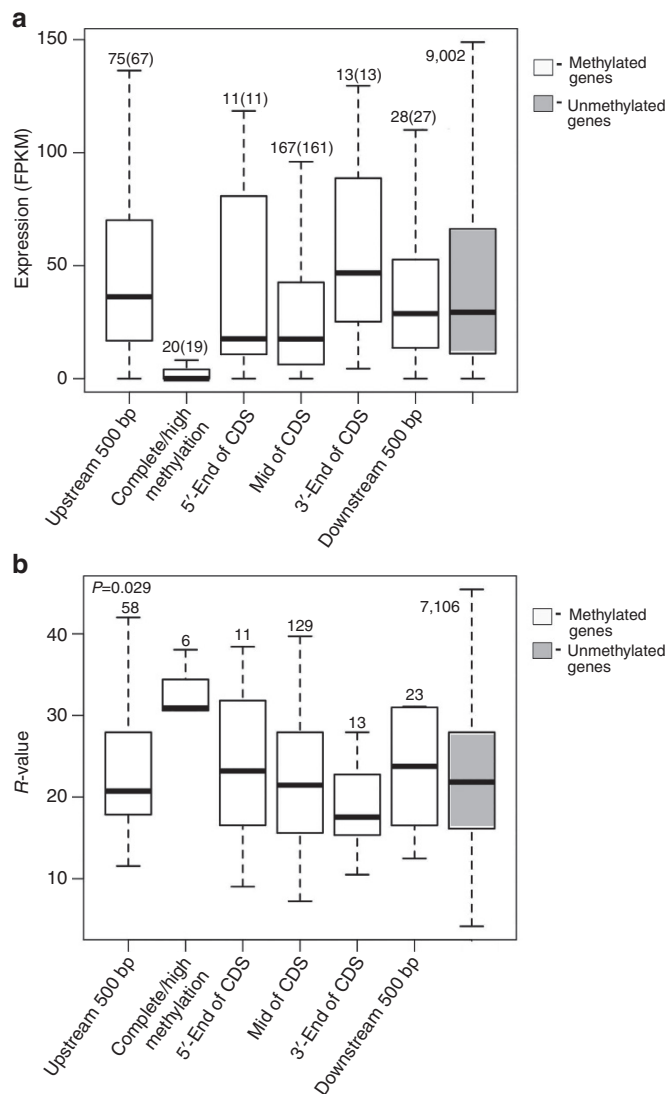 a
150
100
50
0
Expression (FPKM)
75(67)
20(19)
11(11)
167(161)
13(13)
28(27)
9,002
Methylated
genes
Unmethylated
genes
Upstream 500 bp
Complete/high
methylation
5′-End of CDS
Mid of CDS
3′-End of CDS
Downstream 500 bp
b
P=0.029
40
30
20
10
R-value
58
6
11
129
13
23
7,106
Methylated
genes
Unmethylated
genes
Upstream 500 bp
Complete/high
methylation
5′-End of CDS
Mid of CDS
3′-End of CDS
Downstream 500 bp